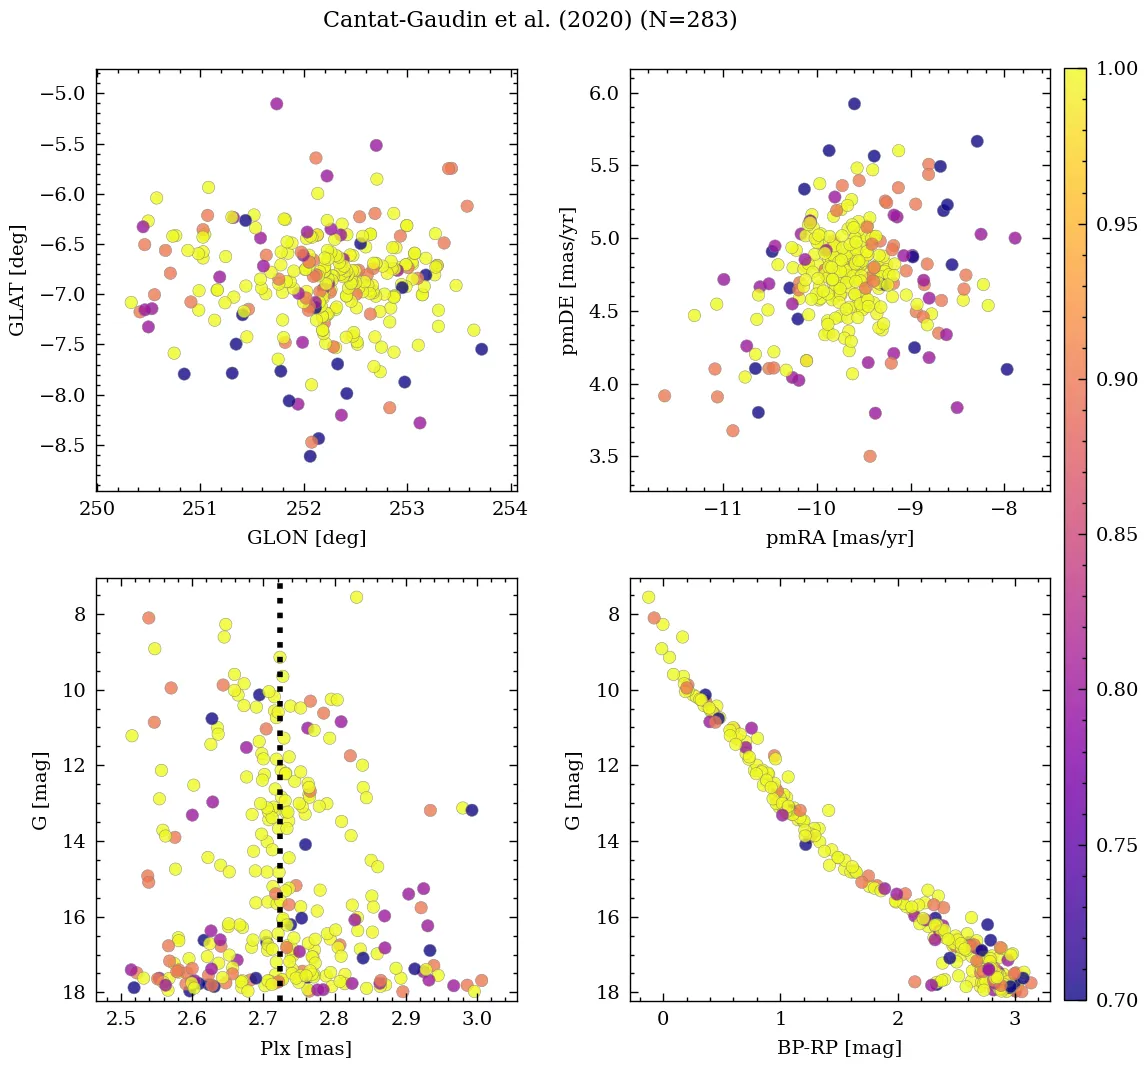 Cantat-Gaudin et al. (2020) (N=283)
−5.0
−5.5
−6.0
−6.5
−7.0
−7.5
−8.0
−8.5
GLAT [deg]
250 251 252 253 254
GLON [deg]
6.0
5.5
5.0
4.5
4.0
3.5
pmDE [mas/yr]
−11 −10 −9 −8
pmRA [mas/yr]
8
10
12
14
16
18
G [mag]
2.5 2.6 2.7 2.8 2.9 3.0
Plx [mas]
8
10
12
14
16
18
G [mag]
0 1 2 3
BP-RP [mag]
1.00
0.95
0.90
0.85
0.80
0.75
0.70